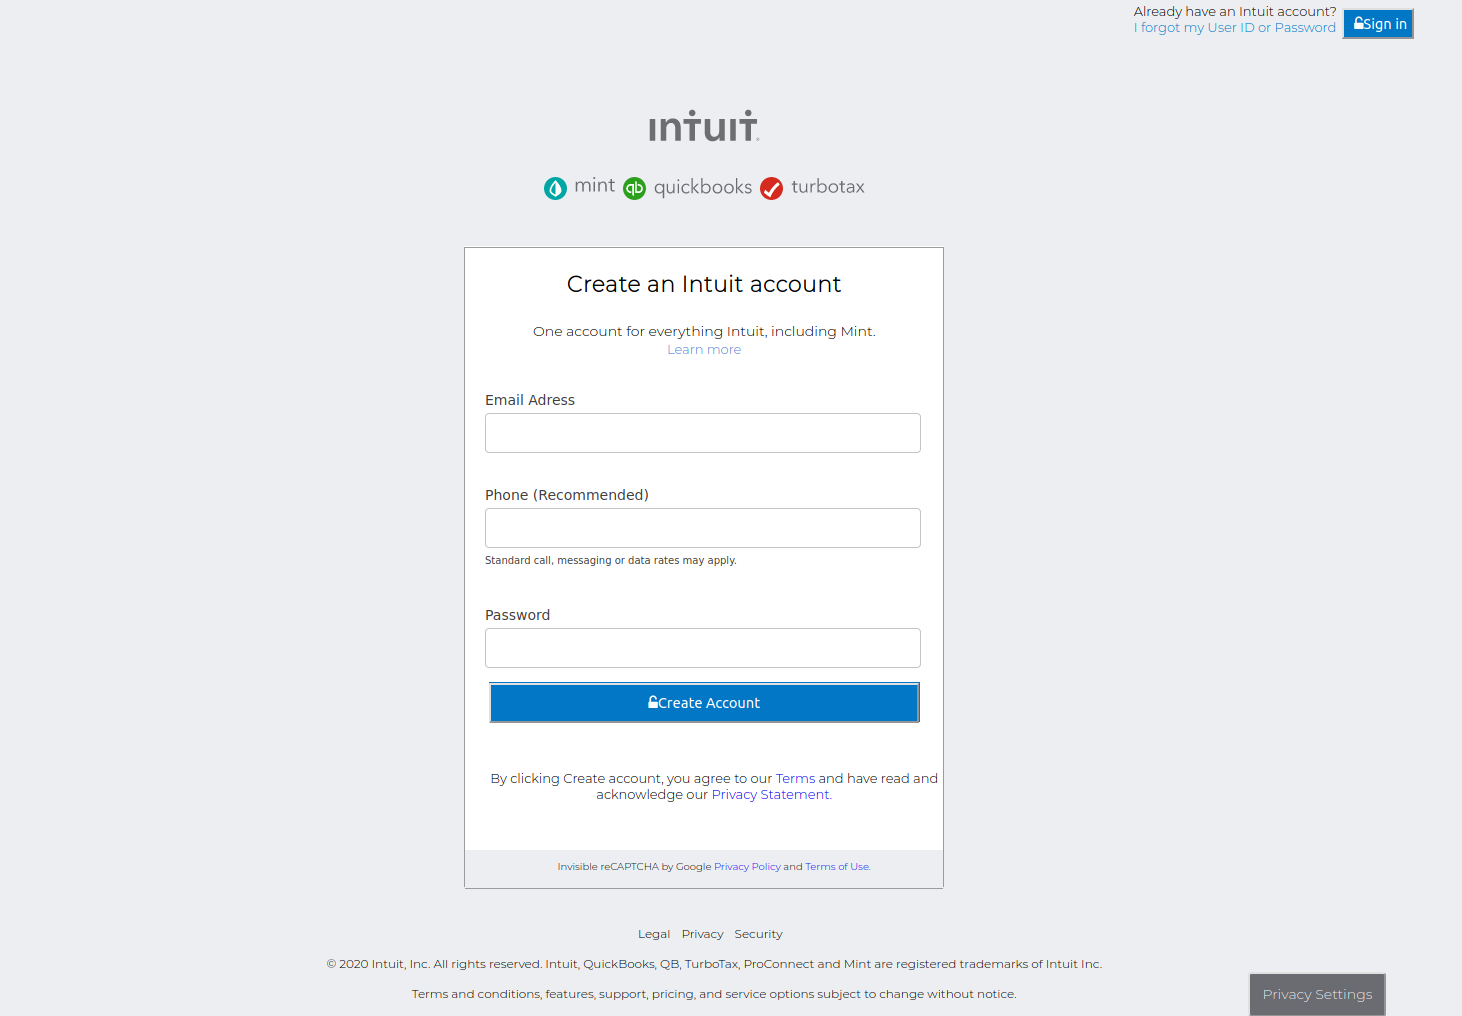 Already have an Intuit account?
I forgot my User ID or Password
Sign in
intuit.
mint quickbooks turbotax
Create an Intuit account
One account for everything Intuit, including Mint.
Learn more
Email Adress
Phone (Recommended)
Standard call, messaging or data rates may apply.
Password
Create Account
By clicking Create account, you agree to our Terms and have read and
acknowledge our Privacy Statement.
Invisible reCAPTCHA by Google Privacy Policy and Terms of Use.
Legal Privacy Security
© 2020 Intuit, Inc. All rights reserved. Intuit, QuickBooks, QB, TurboTax, ProConnect and Mint are registered trademarks of Intuit Inc.
Terms and conditions, features, support, pricing, and service options subject to change without notice.
Privacy Settings